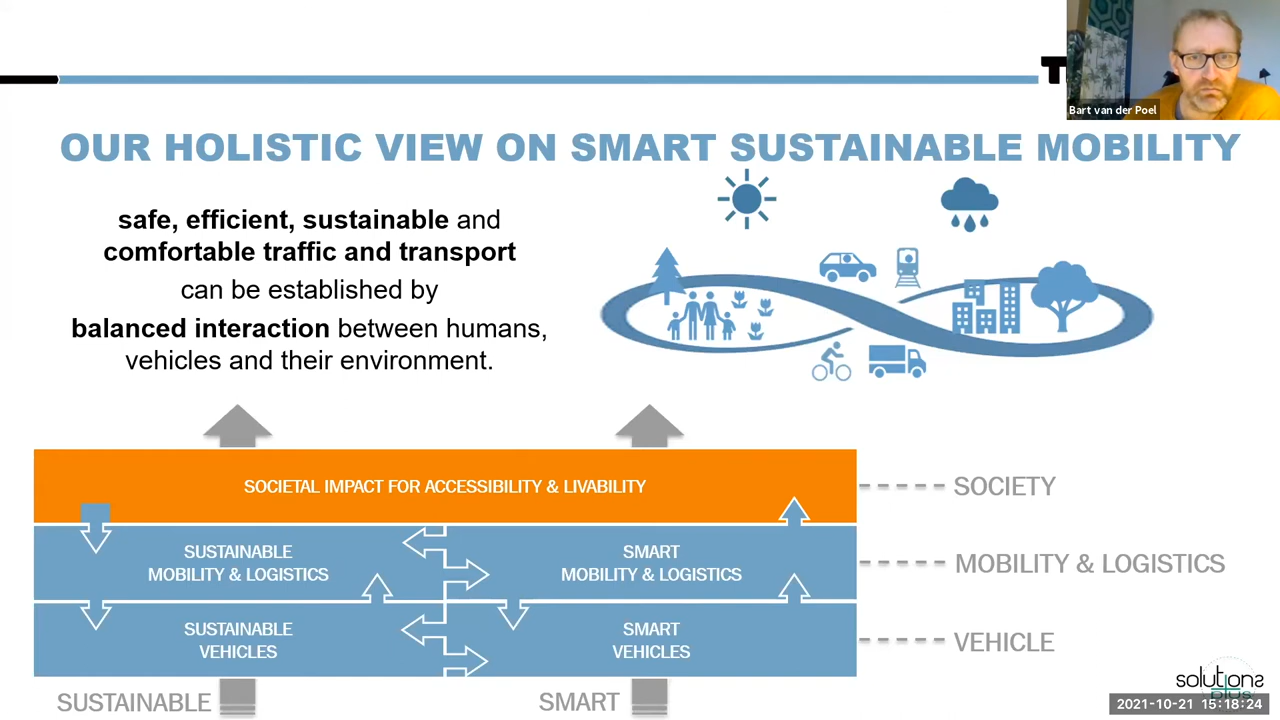 Bart van der Poel
OUR HOLISTIC VIEW ON SMART SUSTAINABLE MOBILITY
safe, efficient, sustainable and
comfortable traffic and transport
can be established by
balanced interaction between humans,
vehicles and their environment.
SOCIETAL IMPACT FOR ACCESSIBILITY & LIVABILITY
SOCIETY
SUSTAINABLE
MOBILITY & LOGISTICS
SMART
MOBILITY & LOGISTICS
MOBILITY & LOGISTICS
SUSTAINABLE
VEHICLES
SMART
VEHICLES
VEHICLE
SUSTAINABLE
SMART
solutions
plus
2021-10-21 15:18:24